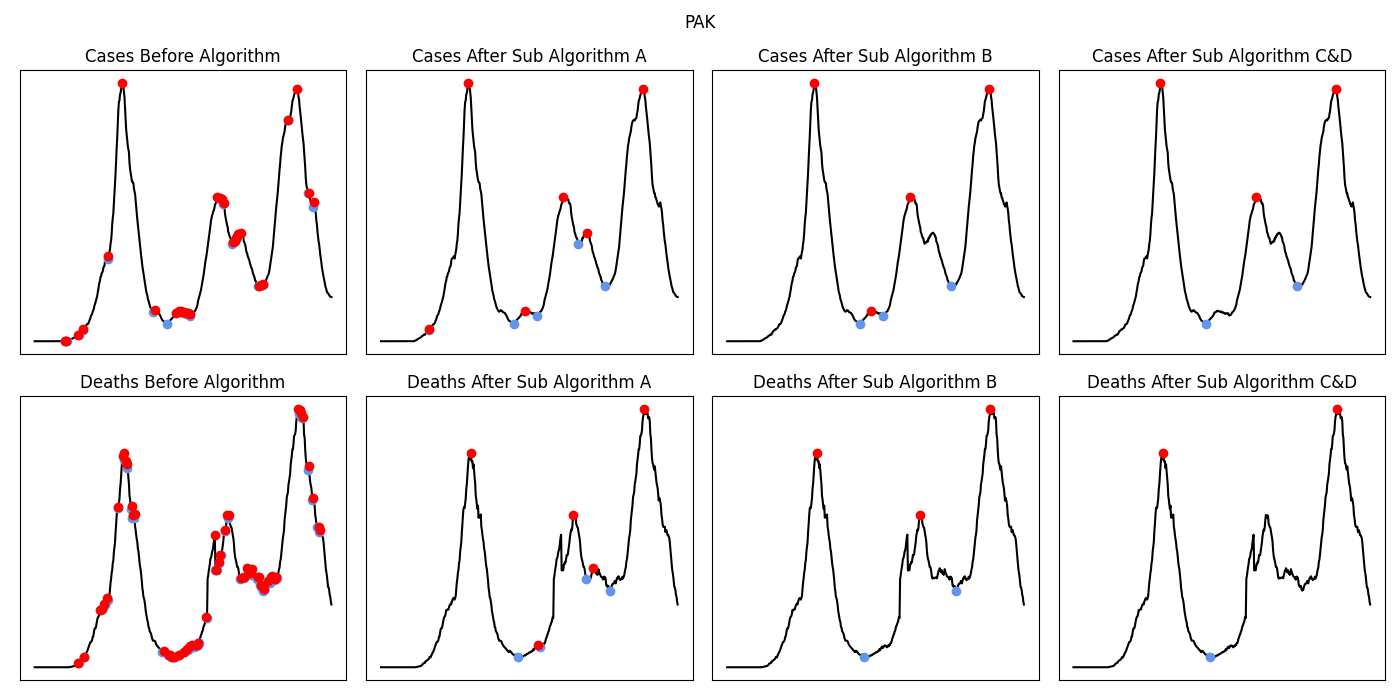 PAK
Cases Before Algorithm
Cases After Sub Algorithm A
Cases After Sub Algorithm B
Cases After Sub Algorithm C&D
Deaths Before Algorithm
Deaths After Sub Algorithm A
Deaths After Sub Algorithm B
Deaths After Sub Algorithm C&D